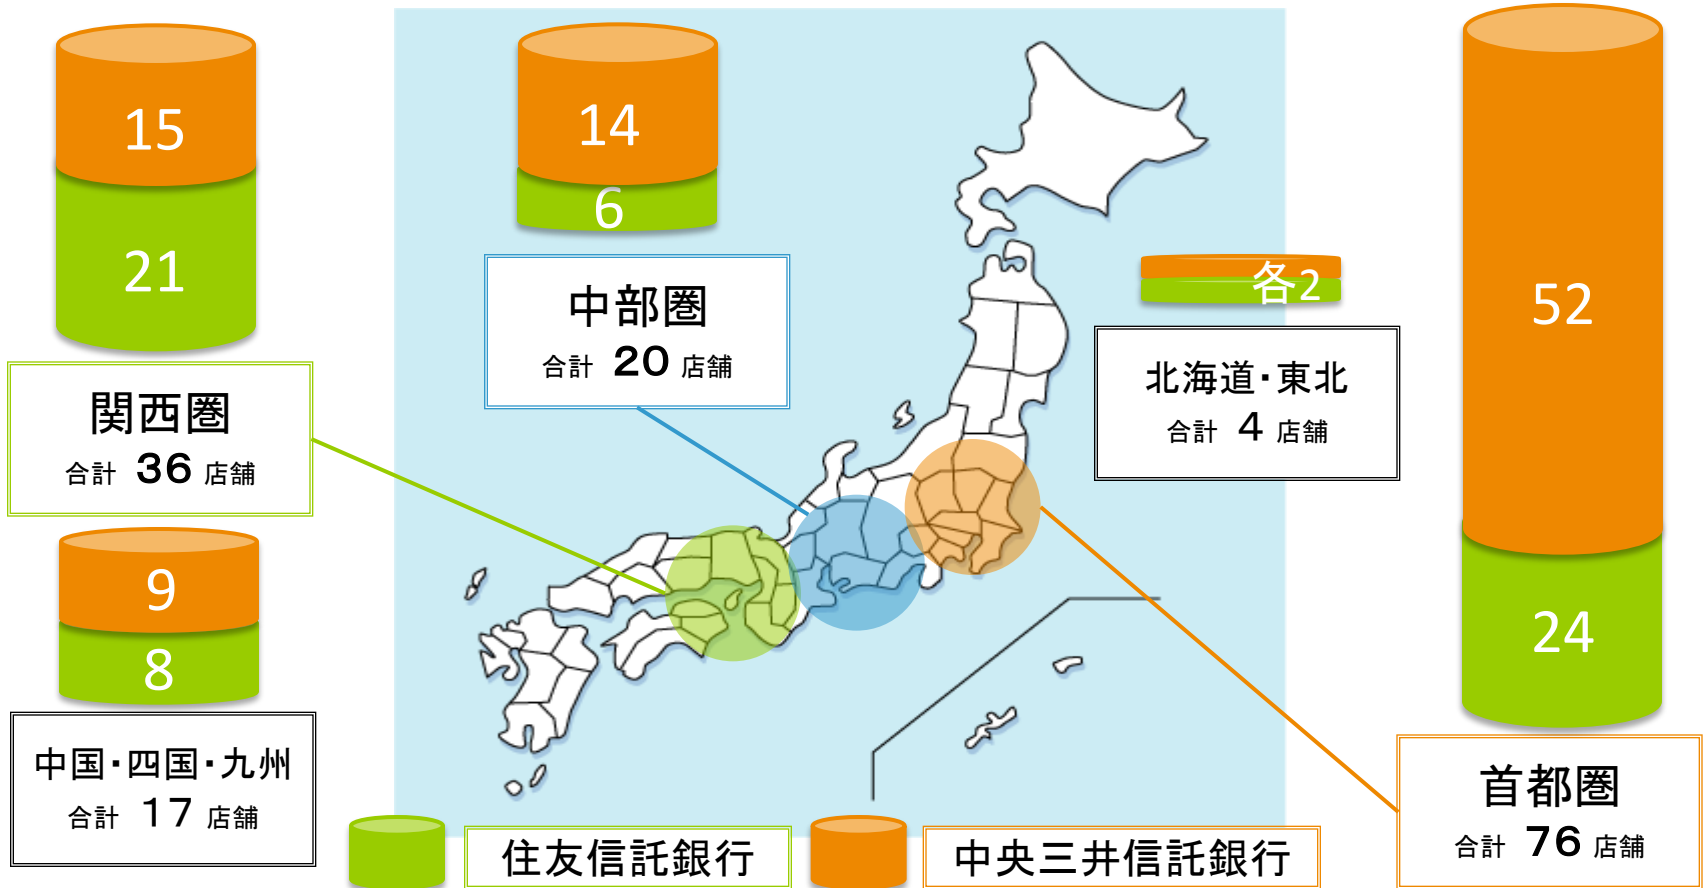 15
21
関西圏
合計 36 店舗
14
6
中部圏
合計 20 店舗
各2
北海道・東北
合計 4 店舗
52
24
首都圏
合計 76 店舗
9
8
中国・四国・九州
合計 17 店舗
住友信託銀行
中央三井信託銀行